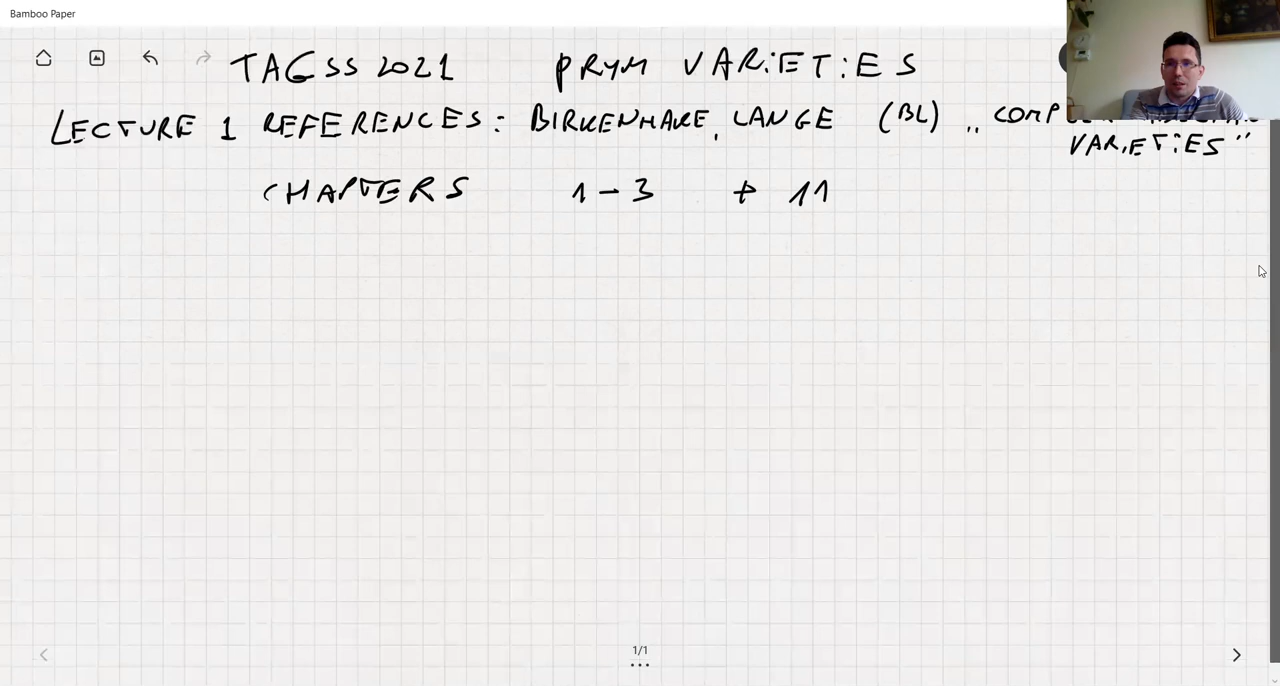 Bamboo Paper
TAGSS 2021 PRYM VARIETIES
LECTURE 1 REFERENCES: BIRKENHAKE, LANGE (BL) „COMP
VARIETIES"
CHAPTERS 1-3 + 11
1/1